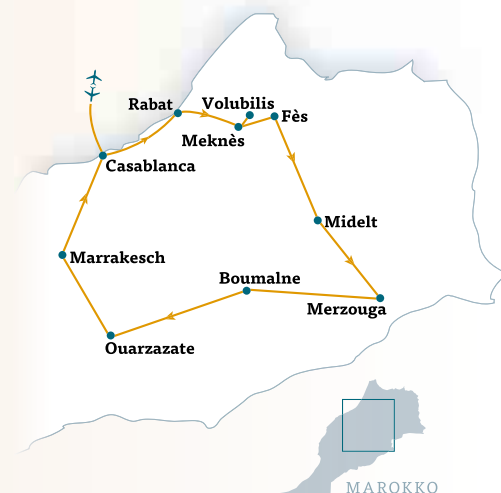 Volubilis
Rabat
Fès
Meknès
Casablanca
Midelt
Marrakesch
Boumalne
Merzouga
Ouarzazate
MAROKKO